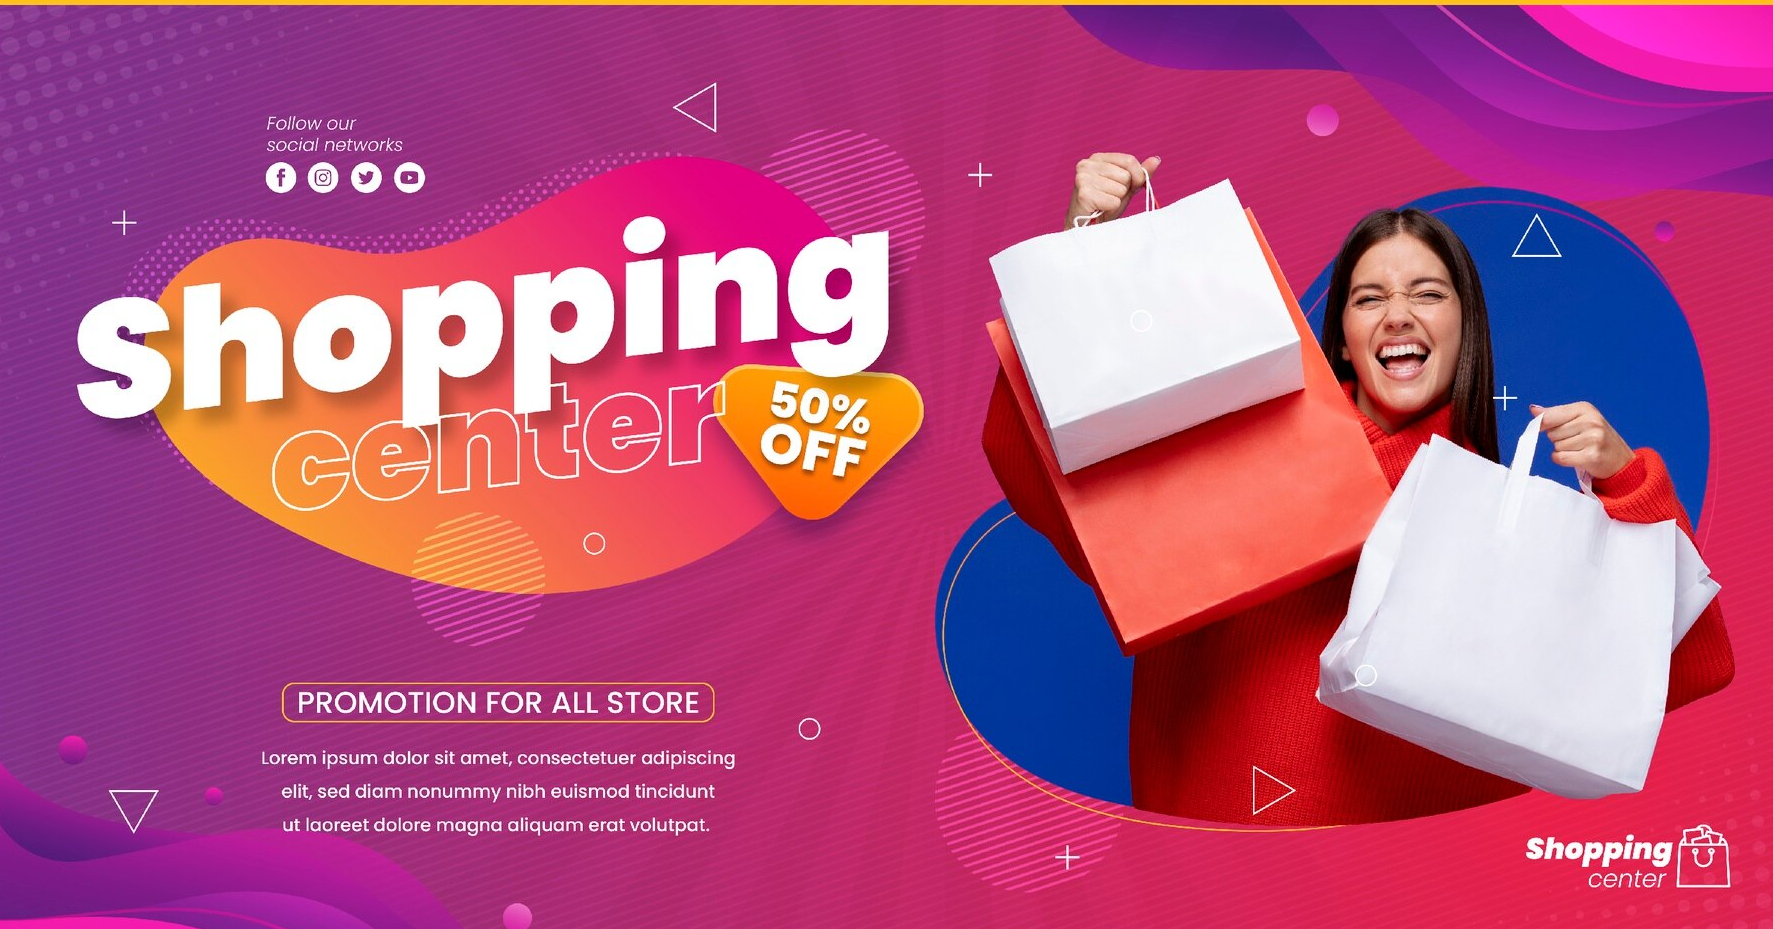 Follow our
social networks
Shopping
center
50%
OFF
PROMOTION FOR ALL STORE
Lorem ipsum dolor sit amet, consectetuer adipiscing
elit, sed diam nonummy nibh euismod tincidunt
ut laoreet dolore magna aliquam erat volutpat.
Shopping
center